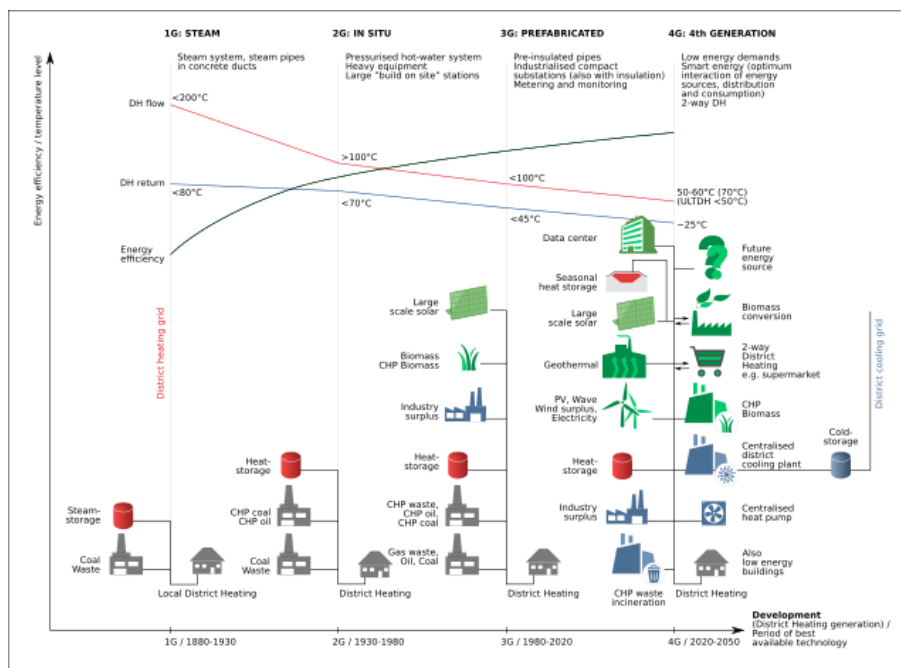 1G: STEAM
Steam system, steam pipes
in concrete ducts
2G: IN SITU
Pressurised hot-water system
Heavy equipment
Large "build on site" stations
3G: PREFABRICATED
Pre-insulated pipes
Industrialised compact
substations (also with insulation)
Metering and monitoring
4G: 4th GENERATION
Low energy demands
Smart energy (optimum
interaction of energy
sources, distribution
and consumption)
2-way DH
Energy efficiency / temperature level
DH flow
<200°C
>100°C
<100°C
50-60°C (70°C)
(ULTDH <50°C)
DH return
<80°C
<70°C
<45°C
~25°C
Energy
efficiency
District heating grid
District cooling grid
Steam-
storage
Coal
Waste
Local District Heating
Heat-
storage
CHP coal
CHP oil
Coal
Waste
District Heating
Large
scale solar
Biomass
CHP Biomass
Industry
surplus
Heat-
storage
CHP waste,
CHP oil,
CHP coal
Gas waste,
Oil, Coal
District Heating
Data center
Seasonal
heat storage
Large
scale solar
Geothermal
PV, Wave
Wind surplus,
Electricity
Heat-
storage
Industry
surplus
CHP waste
incineration
Future
energy
source
Biomass
conversion
2-way
District
Heating
e.g. supermarket
CHP
Biomass
Centralised
district
cooling plant
Cold-
storage
Centralised
heat pump
Also
low energy
buildings
District Heating
1G / 1880-1930
2G / 1930-1980
3G / 1980-2020
4G / 2020-2050
Development
(District Heating generation) /
Period of best
available technology